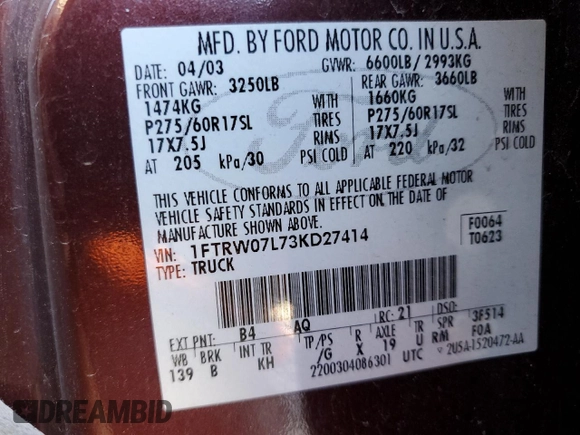 MFD. BY FORD MOTOR CO. IN U.S.A.
DATE: 04/03 GVWR: 6600LB/2993KG
FRONT GAWR: 3250LB REAR GAWR: 3660LB
1474KG WITH 1660KG WITH
P275/60R17SL TIRES P275/60R17SL TIRES
17X7.5J RIMS 17X7.5J RIMS
AT 205 kPa/30 PSI COLD AT 220 kPa/32 PSI COLD
Ford
THIS VEHICLE CONFORMS TO ALL APPLICABLE FEDERAL MOTOR
VEHICLE SAFETY STANDARDS IN EFFECT ON THE DATE OF
MANUFACTURE SHOWN ABOVE.
VIN: 1FTRW07L73KD27414 F0064
TYPE: TRUCK T0623
EXT PNT: B4 AQ RC: 21 DSO:
WB BRK INT TR TP/PS R AXLE TR SPR 3F514
139 B KH /G X 19 U RM F0A
2200304086301 UTC V 2U5A-1520472-AA
DREAMBID